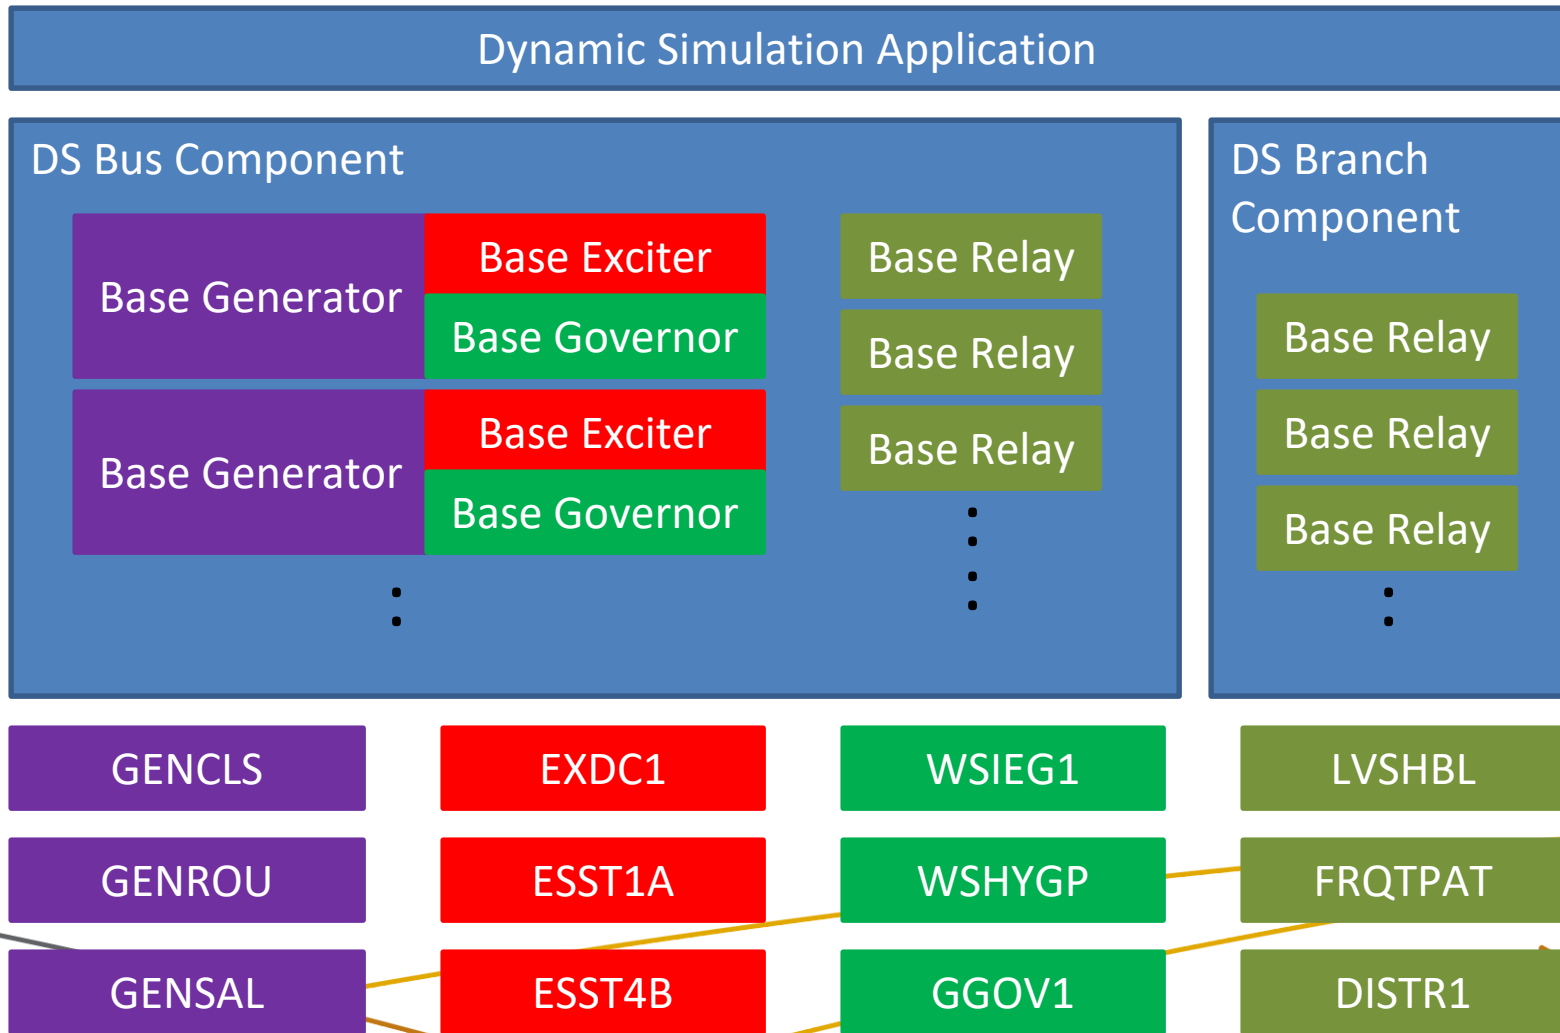 Dynamic Simulation Application
DS Bus Component
Base Generator
Base Exciter
Base Governor
Base Generator
Base Exciter
Base Governor
Base Relay
Base Relay
Base Relay
DS Branch
Component
Base Relay
Base Relay
Base Relay
GENCLS
EXDC1
WSIEG1
LVSHBL
GENROU
ESST1A
WSHYGP
FRQTPAT
GENSAL
ESST4B
GGOV1
DISTR1